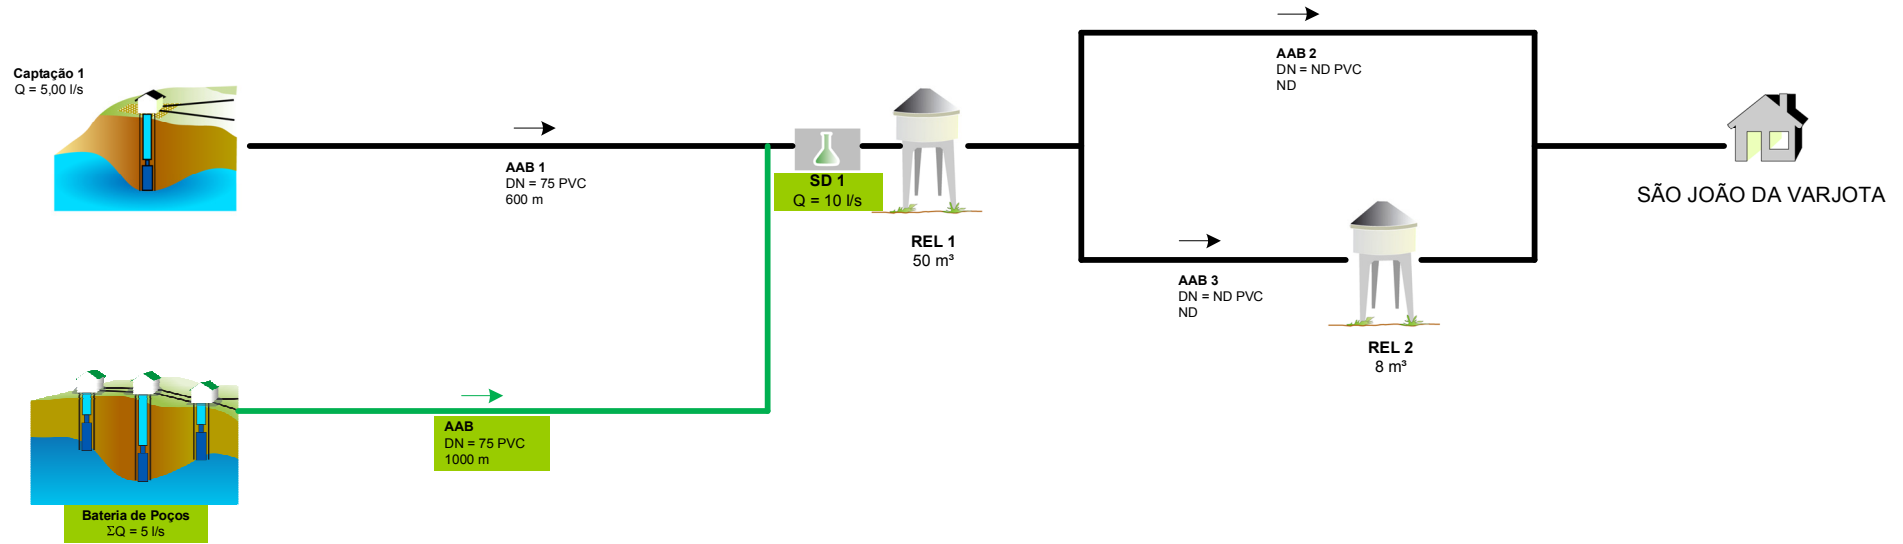 Captação 1
Q = 5,00 l/s
AAB 1
DN = 75 PVC
600 m
SD 1
Q = 10 l/s
REL 1
50 m³
AAB 2
DN = ND PVC
ND
AAB 3
DN = ND PVC
ND
REL 2
8 m³
SÃO JOÃO DA VARJOTA
AAB
DN = 75 PVC
1000 m
Bateria de Poços
ΣQ = 5 l/s